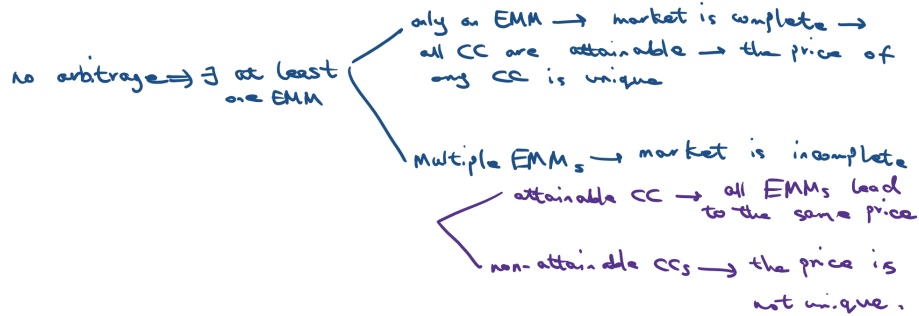 only an EMM → market is complete →
all CC are attainable → the price of
any CC is unique
no arbitrage ⇒ ∃ at least
one EMM
Multiple EMMs → market is incomplete
attainable CC → all EMMs lead
to the same price
non-attainable CCs → the price is
not unique.